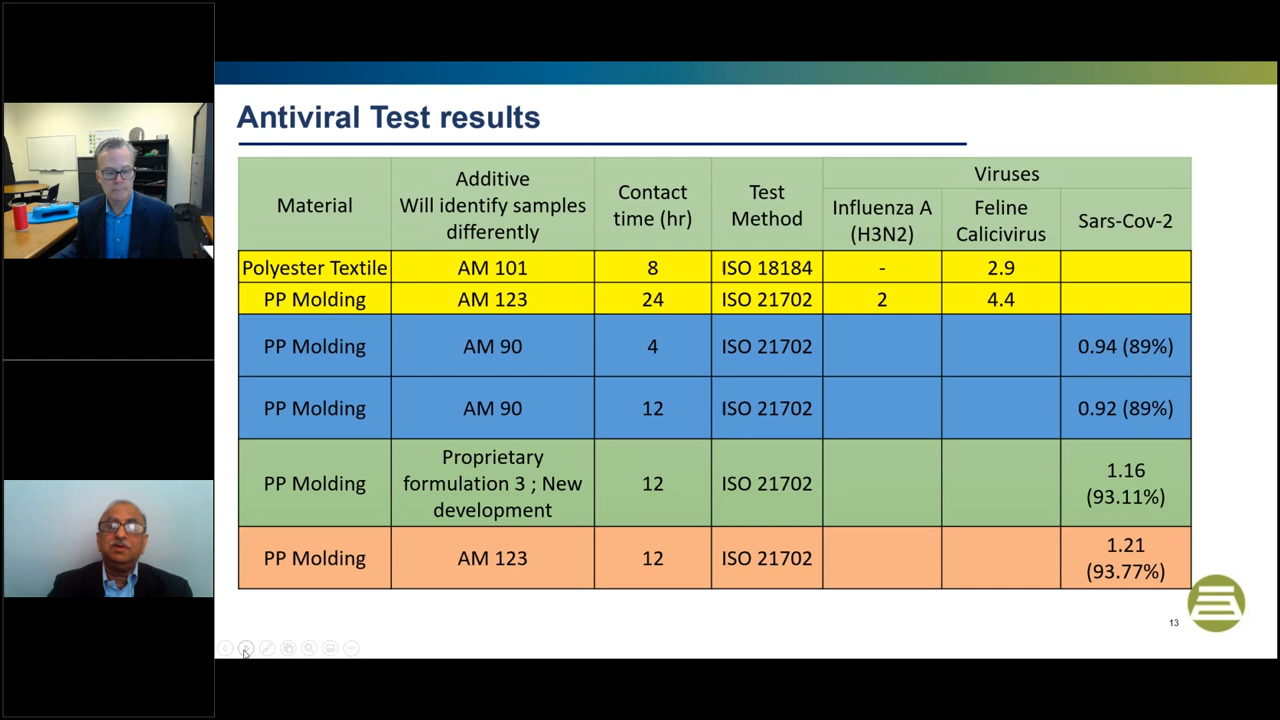 Antiviral Test results
Material
Additive
Will identify samples
differently
Contact
time (hr)
Test
Method
Viruses
Influenza A
(H3N2)
Feline
Calicivirus
Sars-Cov-2
Polyester Textile AM 101 8 ISO 18184 - 2.9
PP Molding AM 123 24 ISO 21702 2 4.4
PP Molding AM 90 4 ISO 21702 0.94 (89%)
PP Molding AM 90 12 ISO 21702 0.92 (89%)
PP Molding
Proprietary
formulation 3 ; New
development
12
ISO 21702
1.16
(93.11%)
PP Molding
AM 123
12
ISO 21702
1.21
(93.77%)
13